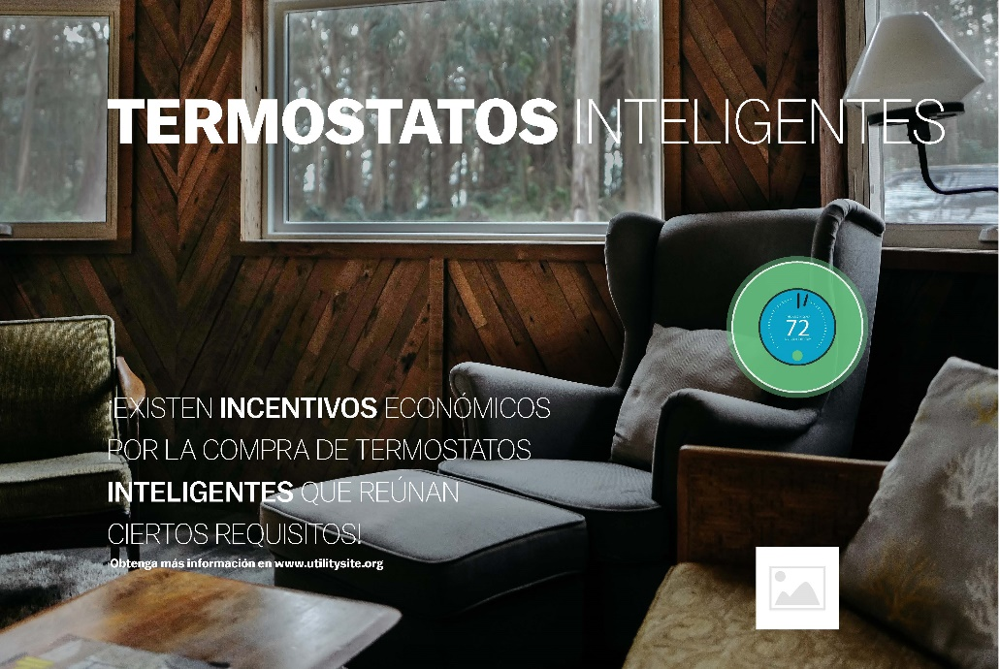 TERMOSTATOS INTELIGENTES
72
¡EXISTEN INCENTIVOS ECONÓMICOS
POR LA COMPRA DE TERMOSTATOS
INTELIGENTES QUE REÚNAN
CIERTOS REQUISITOS!
Obtenga más información en www.utilitysite.org